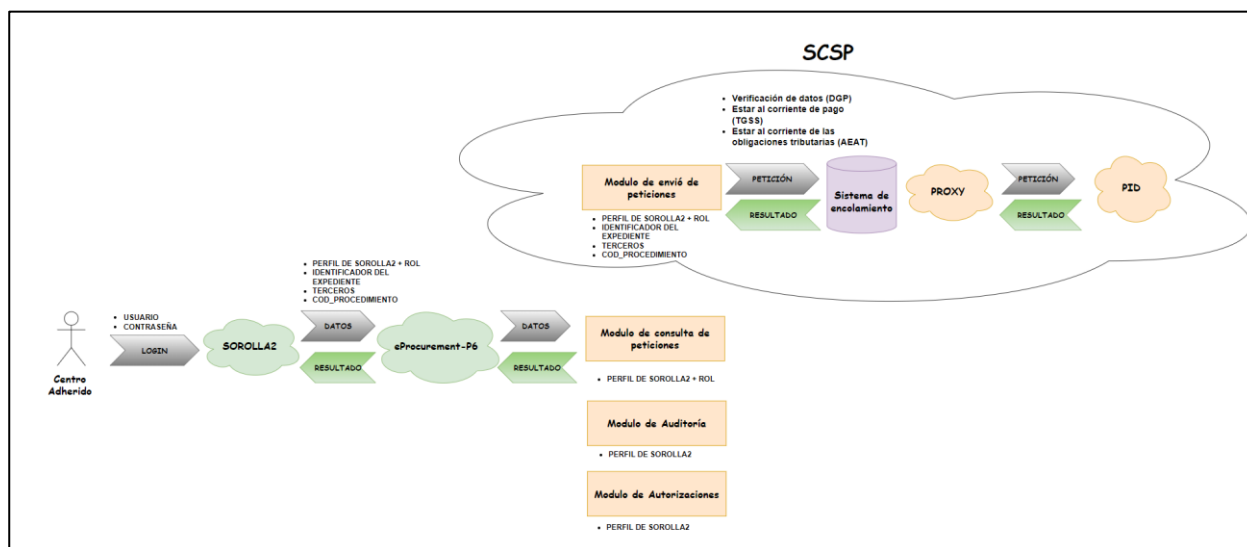 SCSP
• Verificación de datos (DGP)
• Estar al corriente de pago
(TGSS)
• Estar al corriente de las
obligaciones tributarias (AEAT)
Modulo de envió de
peticiones
PETICIÓN
RESULTADO
Sistema de
encolamiento
PROXY
PETICIÓN
RESULTADO
PID
• PERFIL DE SOROLLA2 + ROL
• IDENTIFICADOR DEL
EXPEDIENTE
• TERCEROS
• COD_PROCEDIMIENTO
• PERFIL DE SOROLLA2 + ROL
• IDENTIFICADOR DEL
EXPEDIENTE
• TERCEROS
• COD_PROCEDIMIENTO
• USUARIO
• CONTRASEÑA
LOGIN
Centro
Adherido
SOROLLA2
DATOS
RESULTADO
eProcurement-P6
DATOS
RESULTADO
Modulo de consulta de
peticiones
• PERFIL DE SOROLLA2 + ROL
Modulo de Auditoría
• PERFIL DE SOROLLA2
Modulo de Autorizaciones
• PERFIL DE SOROLLA2